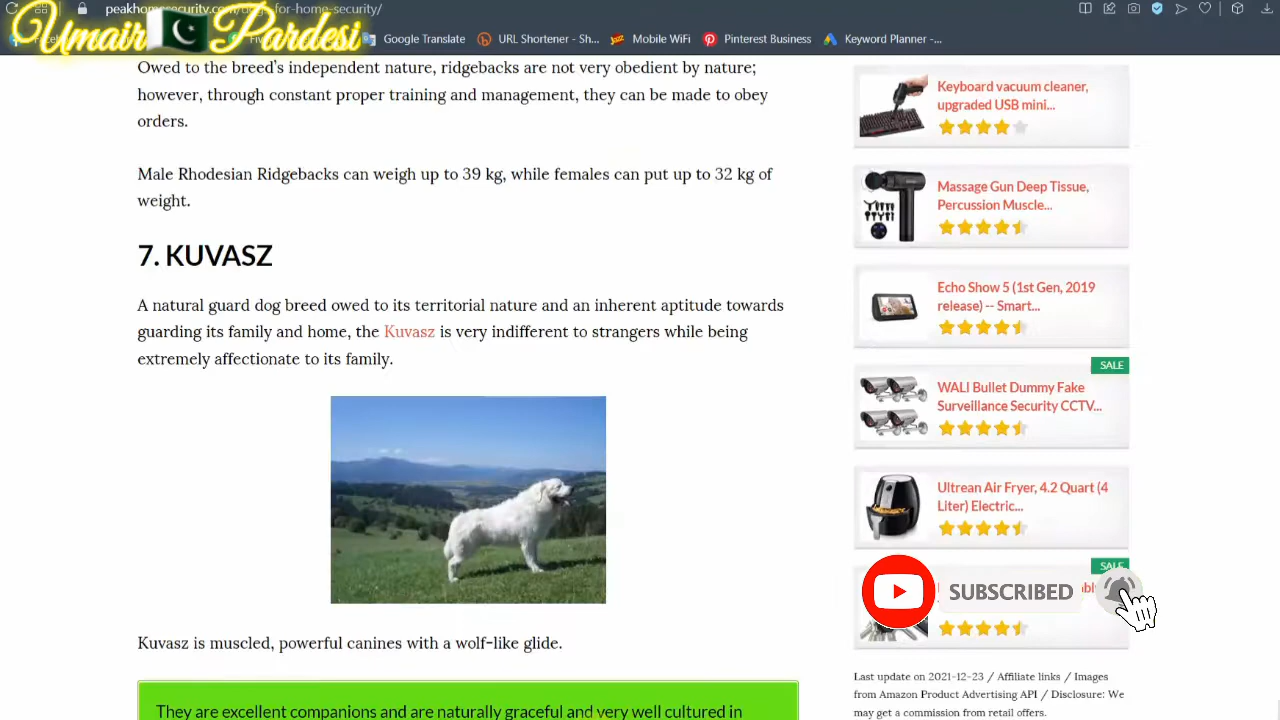 peakhomesecurity.com/dogs-for-home-security/
Umair Pardesi
Google Translate
URL Shortener - Sh...
Mobile WiFi
Pinterest Business
Keyword Planner -...
Owed to the breed's independent nature, ridgebacks are not very obedient by nature;
however, through constant proper training and management, they can be made to obey
orders.
Male Rhodesian Ridgebacks can weigh up to 39 kg, while females can put up to 32 kg of
weight.
7. KUVASZ
A natural guard dog breed owed to its territorial nature and an inherent aptitude towards
guarding its family and home, the Kuvasz is very indifferent to strangers while being
extremely affectionate to its family.
Kuvasz is muscled, powerful canines with a wolf-like glide.
They are excellent companions and are naturally graceful and very well cultured in
Keyboard vacuum cleaner,
upgraded USB mini...
Massage Gun Deep Tissue,
Percussion Muscle...
Echo Show 5 (1st Gen, 2019
release) -- Smart...
SALE
WALI Bullet Dummy Fake
Surveillance Security CCTV...
Ultrean Air Fryer, 4.2 Quart (4
Liter) Electric...
SALE
SUBSCRIBED
Last update on 2021-12-23 / Affiliate links / Images
from Amazon Product Advertising API / Disclosure: We
may get a commission from retail offers.